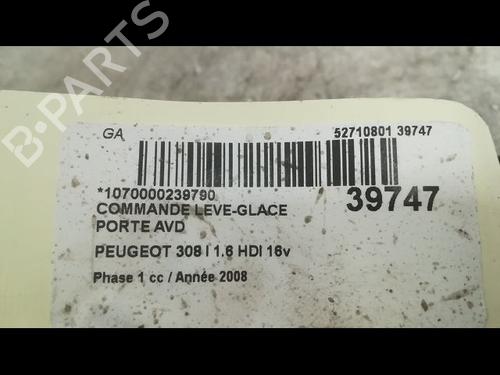 B-PARTS
GA
52710801 39747
*1070000239790
39747
COMMANDE LEVE-GLACE
PORTE AVD
PEUGEOT 308 I 1.6 HDI 16v
Phase 1 cc / Année 2008